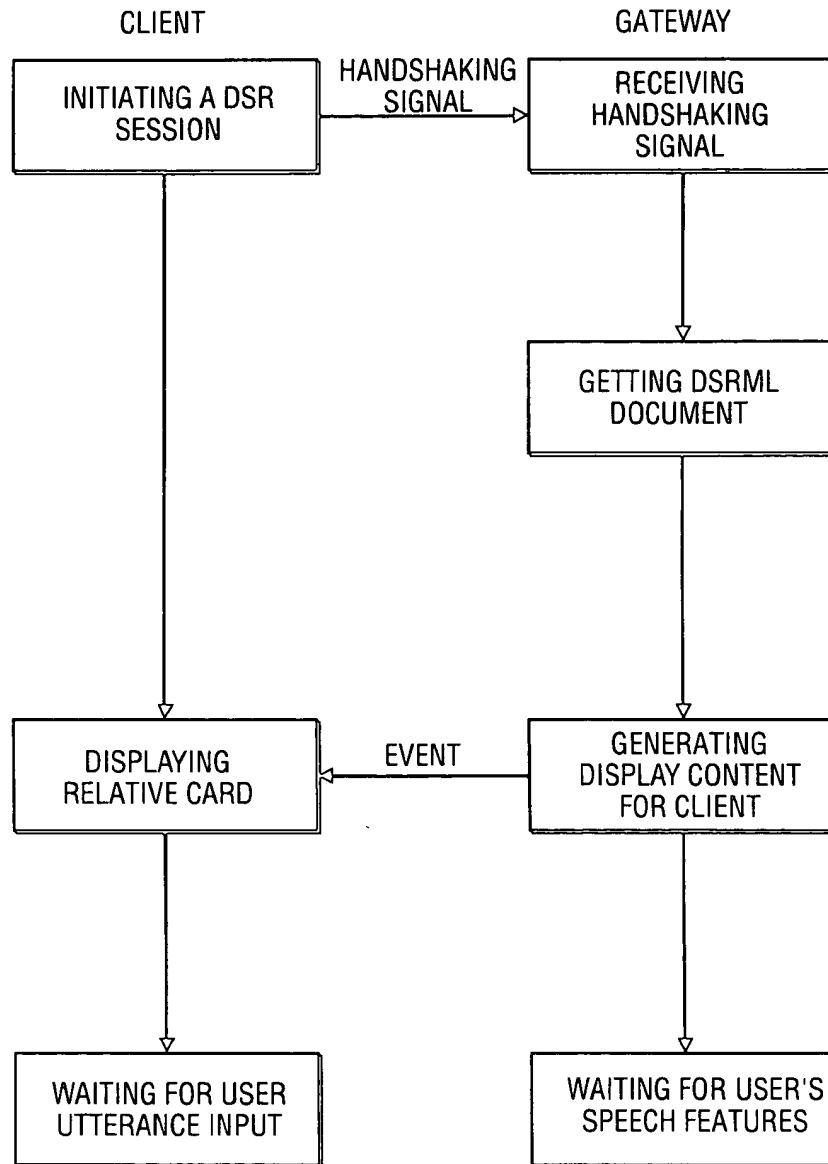 CLIENT
GATEWAY
INITIATING A DSR
SESSION
HANDSHAKING
SIGNAL
RECEIVING
HANDSHAKING
SIGNAL
GETTING DSRML
DOCUMENT
DISPLAYING
RELATIVE CARD
EVENT
GENERATING
DISPLAY CONTENT
FOR CLIENT
WAITING FOR USER
UTTERANCE INPUT
WAITING FOR USER'S
SPEECH FEATURES